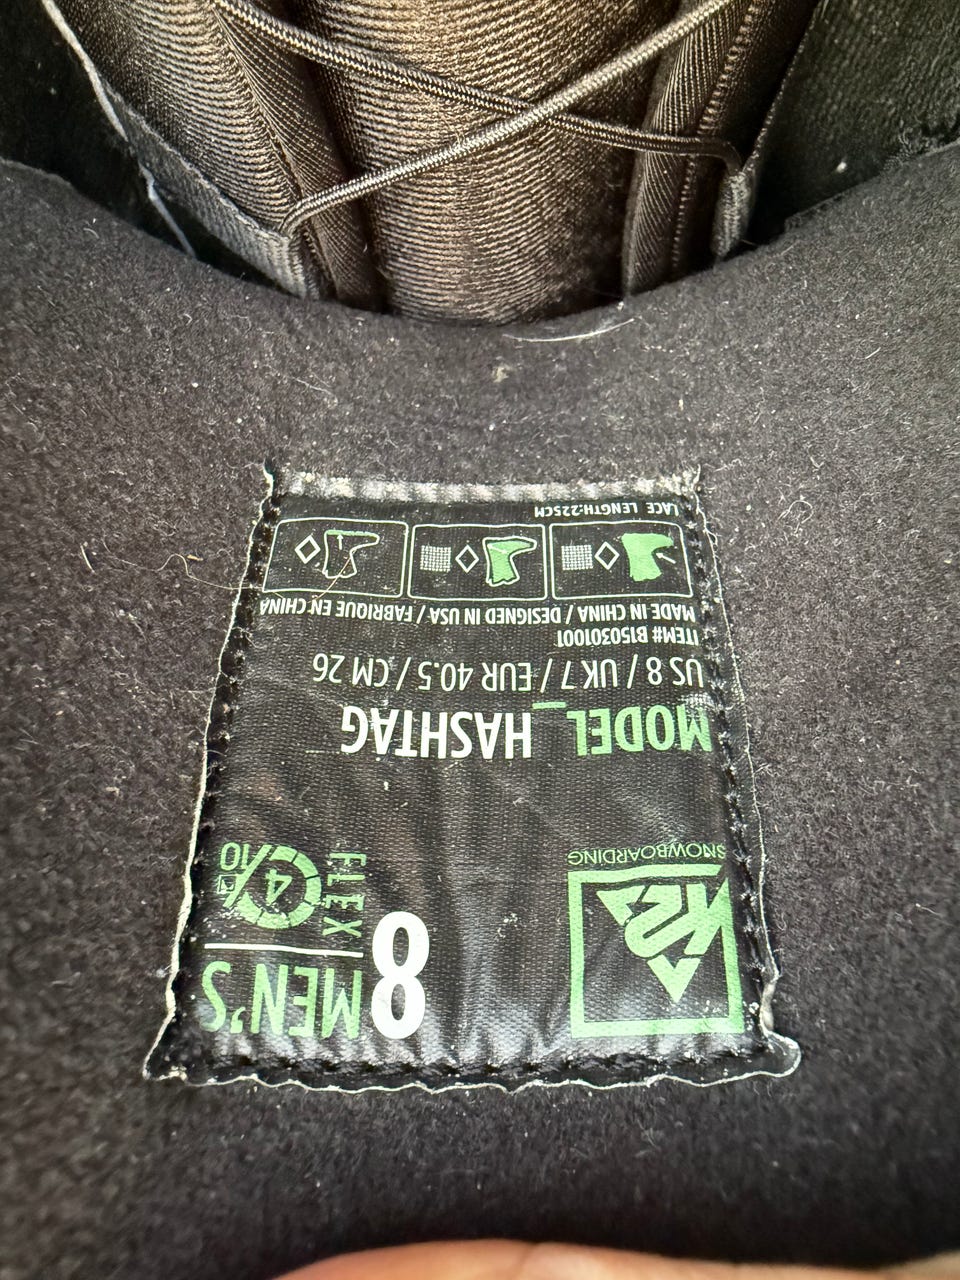 K2
SNOWBOARDING
8 MEN'S
FLEX 4/10
MODEL_HASHTAG
US 8 / UK 7 / EUR 40.5 / CM 26
ITEM# B150301001
MADE IN CHINA / DESIGNED IN USA / FABRIQUE EN CHINA
LACE LENGTH:225CM